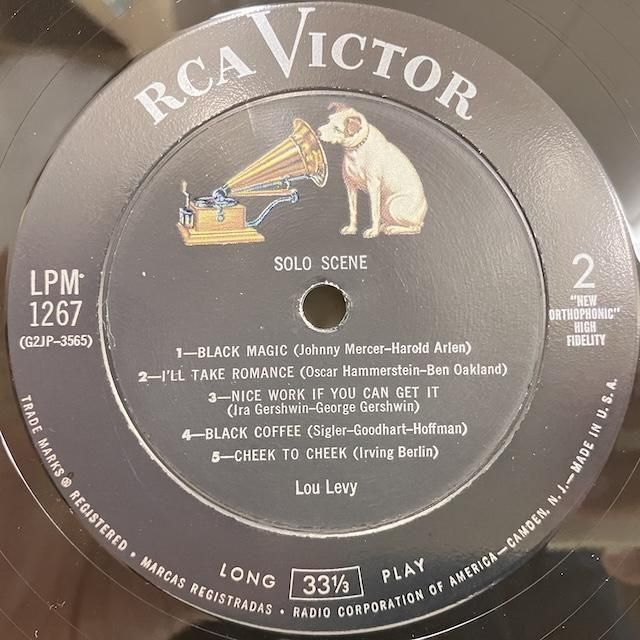 RCA VICTOR
SOLO SCENE
LPM·
1267
(G2JP–3565)
2
"NEW
ORTHOPHONIC"
HIGH
FIDELITY
1—BLACK MAGIC (Johnny Mercer–Harold Arlen)
2—I'LL TAKE ROMANCE (Oscar Hammerstein–Ben Oakland)
3—NICE WORK IF YOU CAN GET IT
(Ira Gershwin–George Gershwin)
4—BLACK COFFEE (Sigler–Goodhart–Hoffman)
5—CHEEK TO CHEEK (Irving Berlin)
Lou Levy
LONG 33⅓ PLAY
TRADE MARKS ® REGISTERED • MARCAS REGISTRADAS • RADIO CORPORATION OF AMERICA—CAMDEN, N. J.—MADE IN U.S.A.